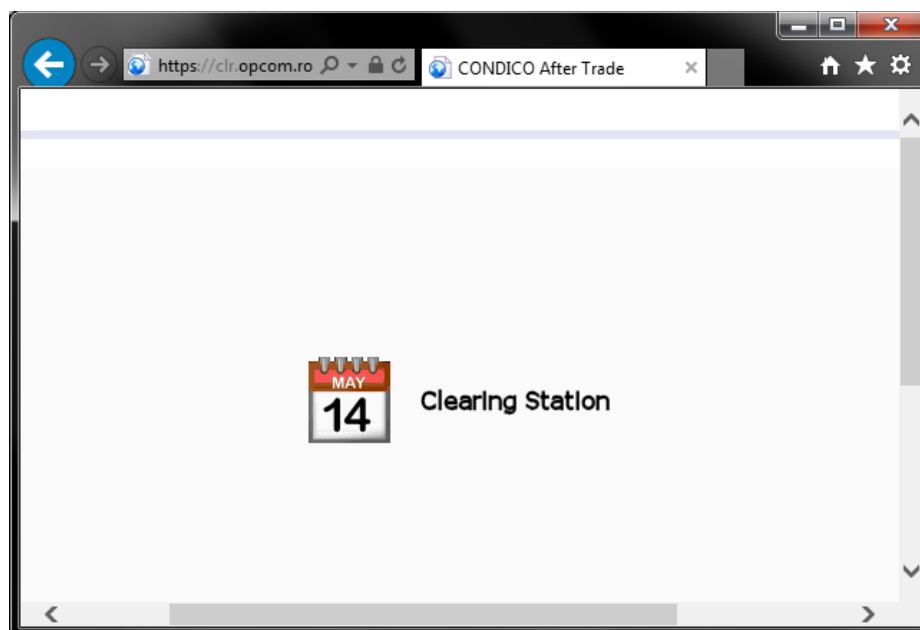 https://clr.opcom.ro
CONDICO After Trade
MAY
14
Clearing Station